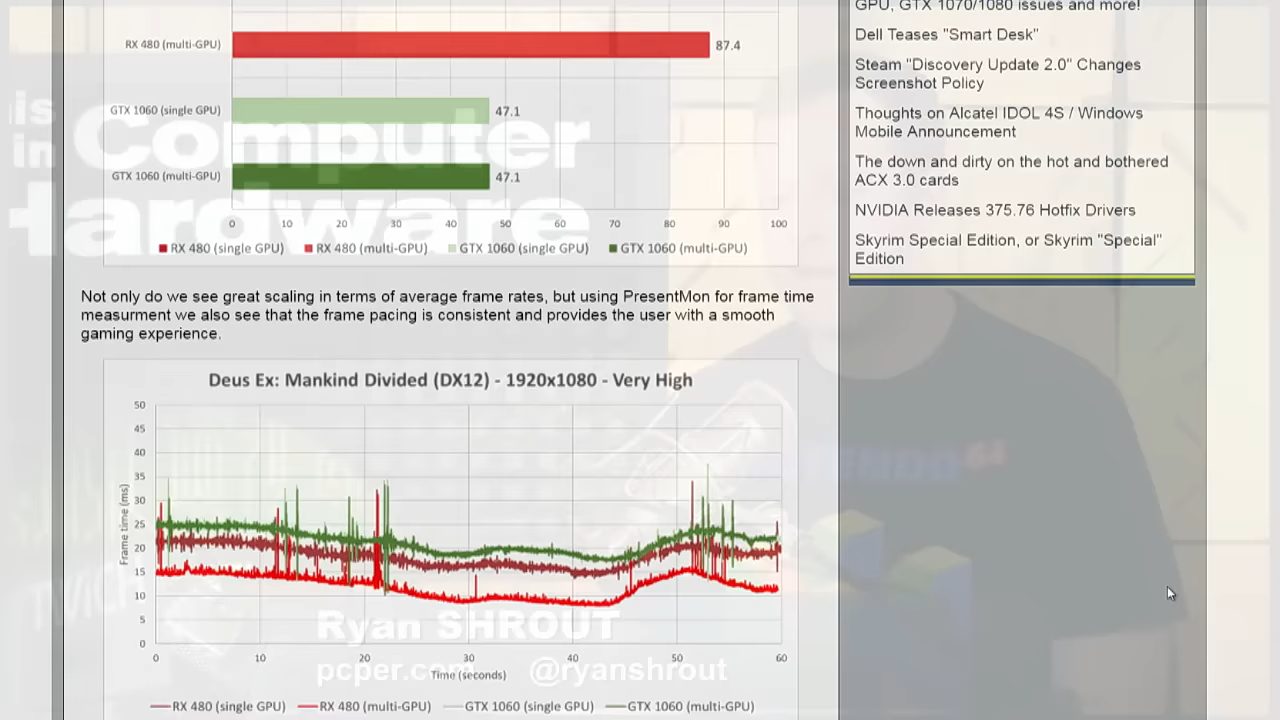 GPU, GTX 1070/1080 issues and more!
RX 480 (multi-GPU)
87.4
Dell Teases "Smart Desk"
Steam "Discovery Update 2.0" Changes
Screenshot Policy
GTX 1060 (single GPU)
47.1
Thoughts on Alcatel IDOL 4S / Windows
Mobile Announcement
is
in
Computer
Hardware
GTX 1060 (multi-GPU)
47.1
The down and dirty on the hot and bothered
ACX 3.0 cards
NVIDIA Releases 375.76 Hotfix Drivers
0 10 20 30 40 50 60 70 80 90 100
RX 480 (single GPU) RX 480 (multi-GPU) GTX 1060 (single GPU) GTX 1060 (multi-GPU)
Skyrim Special Edition, or Skyrim "Special"
Edition
Not only do we see great scaling in terms of average frame rates, but using PresentMon for frame time
measurment we also see that the frame pacing is consistent and provides the user with a smooth
gaming experience.
Deus Ex: Mankind Divided (DX12) - 1920x1080 - Very High
Frame time (ms)
50
45
40
35
30
25
20
15
10
5
0
0 10 20 30 40 50 60
Time (seconds)
RX 480 (single GPU) RX 480 (multi-GPU) GTX 1060 (single GPU) GTX 1060 (multi-GPU)
Ryan SHROUT
pcper.com @ryanshrout
64